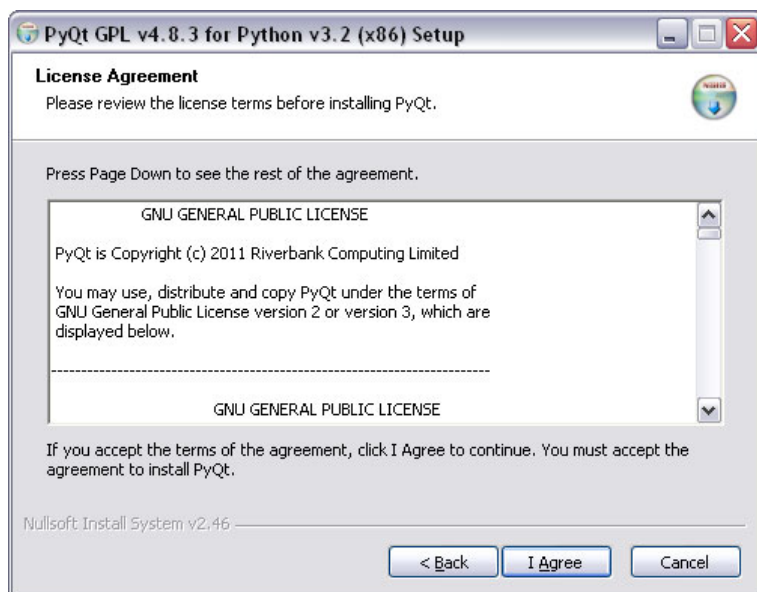 PyQt GPL v4.8.3 for Python v3.2 (x86) Setup
License Agreement
Please review the license terms before installing PyQt.
Press Page Down to see the rest of the agreement.
GNU GENERAL PUBLIC LICENSE
PyQt is Copyright (c) 2011 Riverbank Computing Limited
You may use, distribute and copy PyQt under the terms of
GNU General Public License version 2 or version 3, which are
displayed below.
-------------------------------------------------------------------------
GNU GENERAL PUBLIC LICENSE
If you accept the terms of the agreement, click I Agree to continue. You must accept the
agreement to install PyQt.
Nullsoft Install System v2.46
< Back
I Agree
Cancel